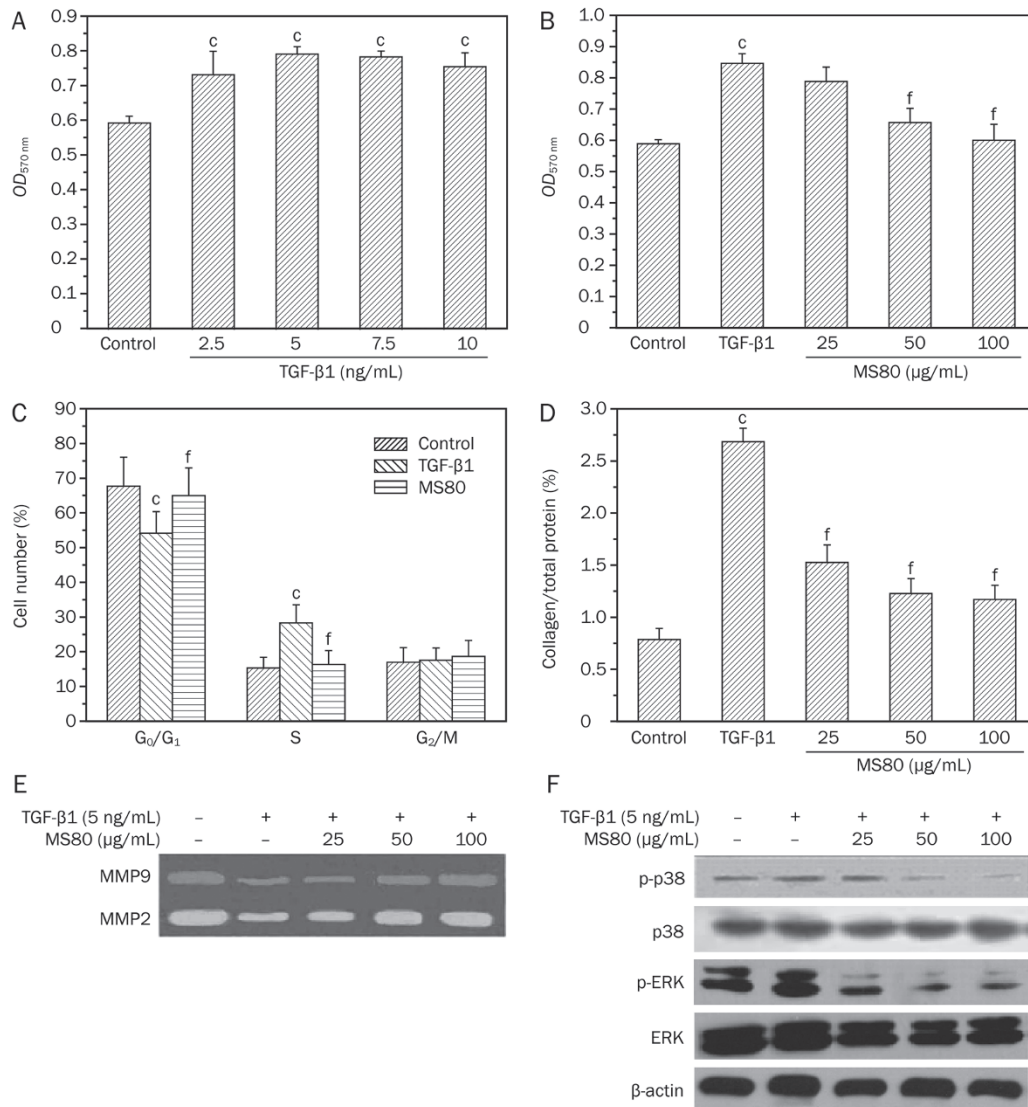 A
0.9
0.8
0.7
0.6
0.5
0.4
0.3
0.2
0.1
0
OD570 nm
c c c c
Control 2.5 5 7.5 10
TGF-β1 (ng/mL)
B
1.0
0.9
0.8
0.7
0.6
0.5
0.4
0.3
0.2
0.1
0
OD570 nm
c f f
Control TGF-β1 25 50 100
MS80 (μg/mL)
C
90
80
70
60
50
40
30
20
10
0
Cell number (%)
Control
TGF-β1
MS80
c f c f
G0/G1 S G2/M
D
3.0
2.5
2.0
1.5
1.0
0.5
0
Collagen/total protein (%)
c f f f
Control TGF-β1 25 50 100
MS80 (μg/mL)
E
TGF-β1 (5 ng/mL) – + + + +
MS80 (μg/mL) – – 25 50 100
MMP9
MMP2
F
TGF-β1 (5 ng/mL) – + + + +
MS80 (μg/mL) – – 25 50 100
p-p38
p38
p-ERK
ERK
β-actin